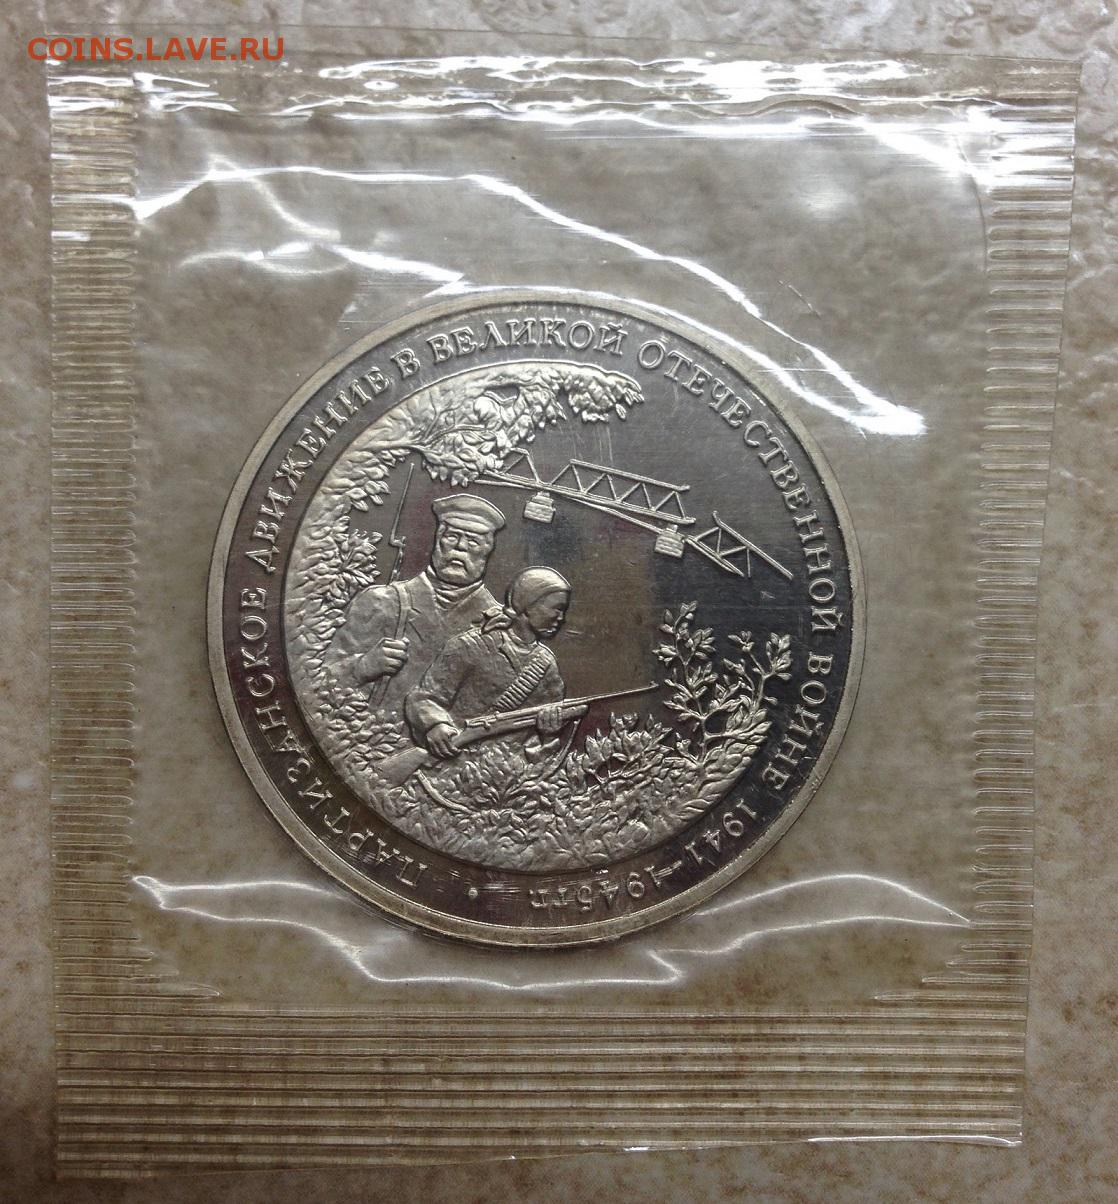 COINS.LAVE.RU
ПАРТИЗАНСКОЕ ДВИЖЕНИЕ В ВЕЛИКОЙ ОТЕЧЕСТВЕННОЙ ВОЙНЕ 1941–1945гг. •